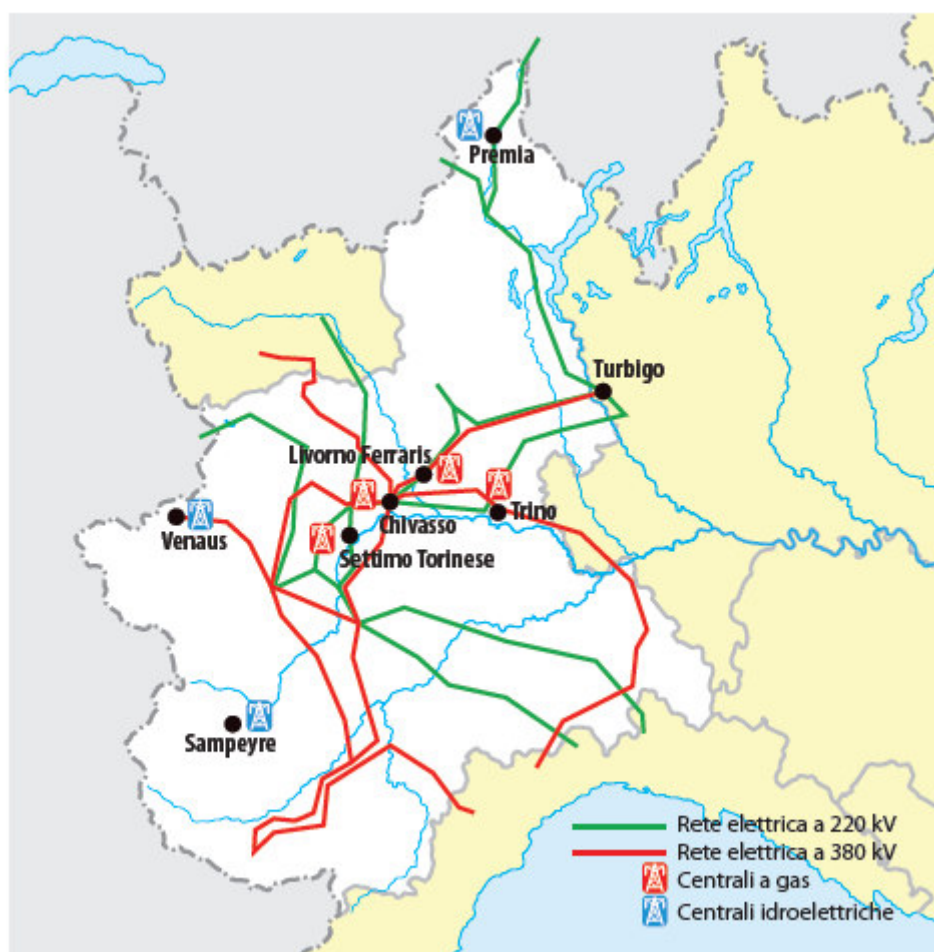 Premia
Turbigo
Livorno Ferraris
Trino
Chivasso
Venaus
Settimo Torinese
Sampeyre
Rete elettrica a 220 kV
Rete elettrica a 380 kV
Centrali a gas
Centrali idroelettriche